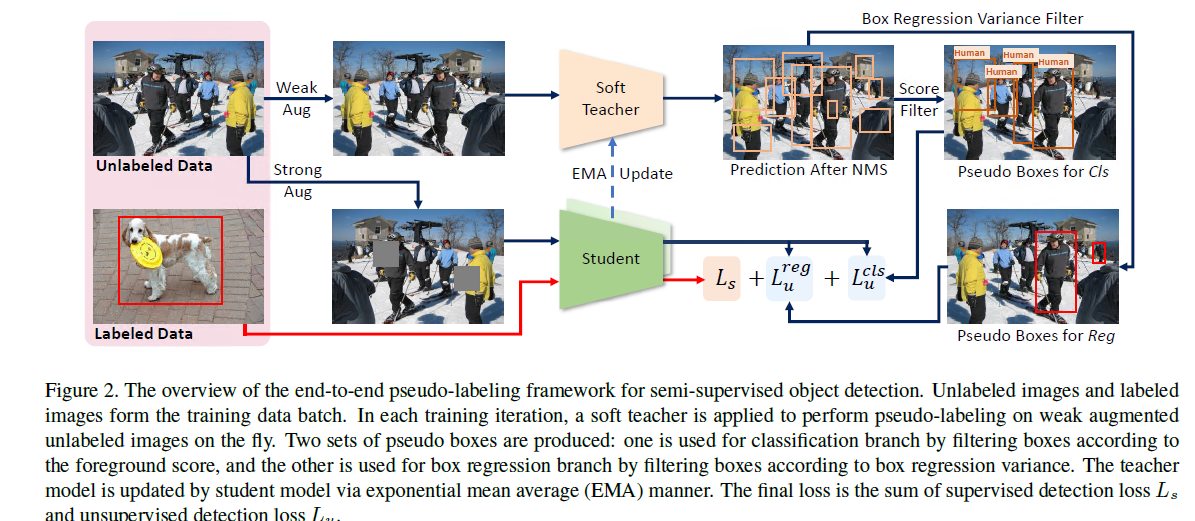 Box Regression Variance Filter
Weak
Aug
Soft
Teacher
Score
Filter
Human
Human
Human
Human
Unlabeled Data
Strong
Aug
EMA Update
Prediction After NMS
Pseudo Boxes for Cls
Student
L_s + L_u^{reg} + L_u^{cls}
Labeled Data
Pseudo Boxes for Reg
Figure 2. The overview of the end-to-end pseudo-labeling framework for semi-supervised object detection. Unlabeled images and labeled
images form the training data batch. In each training iteration, a soft teacher is applied to perform pseudo-labeling on weak augmented
unlabeled images on the fly. Two sets of pseudo boxes are produced: one is used for classification branch by filtering boxes according to
the foreground score, and the other is used for box regression branch by filtering boxes according to box regression variance. The teacher
model is updated by student model via exponential mean average (EMA) manner. The final loss is the sum of supervised detection loss L_s
and unsupervised detection loss L_u.